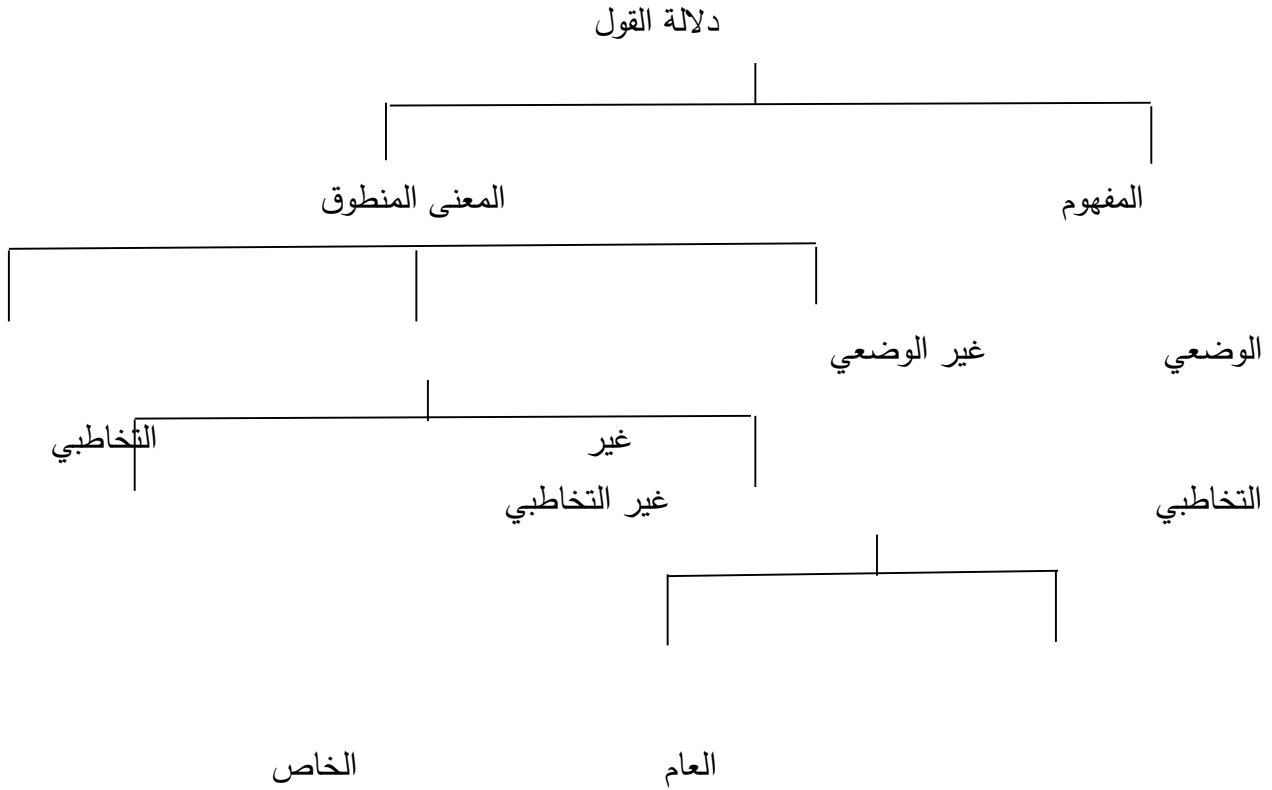 دلالة القول
المفهوم المعنى المنطوق
الوضعي غير الوضعي
غير التخاطبي
التخاطبي غير التخاطبي
العام الخاص